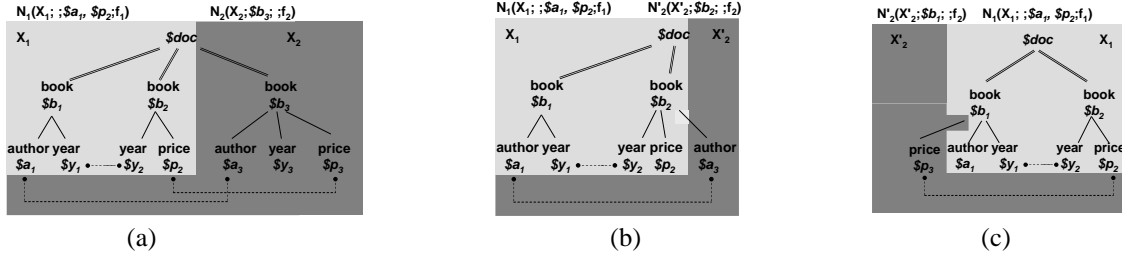 N₁(X₁; ;$a₁, $p₂;f₁) N₂(X₂;$b₃; ;f₂)
X₁ $doc X₂
book book book
$b₁ $b₂ $b₃
author year year price author year price
$a₁ $y₁ $y₂ $p₂ $a₃ $y₃ $p₃
(a)
N₁(X₁; ;$a₁, $p₂;f₁) N'₂(X'₂;$b₂; ;f₂)
X₁ $doc X'₂
book book
$b₁ $b₂
author year year price author
$a₁ $y₁ $y₂ $p₂ $a₃
(b)
N'₂(X'₂;$b₁; ;f₂) N₁(X₁; ;$a₁, $p₂;f₁)
X'₂ $doc X₁
book book
$b₁ $b₂
price author year year price
$p₃ $a₁ $y₁ $y₂ $p₂
(c)